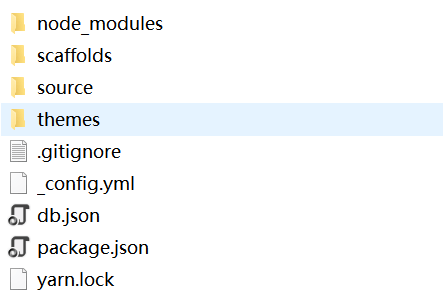 node_modules
scaffolds
source
themes
.gitignore
_config.yml
db.json
package.json
yarn.lock